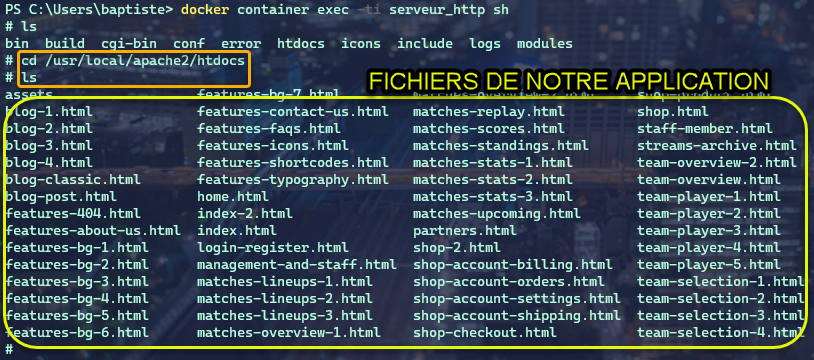 PS C:\Users\baptiste> docker container exec -ti serveur_http sh
# ls
bin build cgi-bin conf error htdocs icons include logs modules
# cd /usr/local/apache2/htdocs
# ls
FICHIERS DE NOTRE APPLICATION
assets features-bg-7.html
blog-1.html features-contact-us.html matches-replay.html shop.html
blog-2.html features-faqs.html matches-scores.html staff-member.html
blog-3.html features-icons.html matches-standings.html streams-archive.html
blog-4.html features-shortcodes.html matches-stats-1.html team-overview-2.html
blog-classic.html features-typography.html matches-stats-2.html team-overview.html
blog-post.html home.html matches-stats-3.html team-player-1.html
features-404.html index-2.html matches-upcoming.html team-player-2.html
features-about-us.html index.html partners.html team-player-3.html
features-bg-1.html login-register.html shop-2.html team-player-4.html
features-bg-2.html management-and-staff.html shop-account-billing.html team-player-5.html
features-bg-3.html matches-lineups-1.html shop-account-orders.html team-selection-1.html
features-bg-4.html matches-lineups-2.html shop-account-settings.html team-selection-2.html
features-bg-5.html matches-lineups-3.html shop-account-shipping.html team-selection-3.html
features-bg-6.html matches-overview-1.html shop-checkout.html team-selection-4.html
#